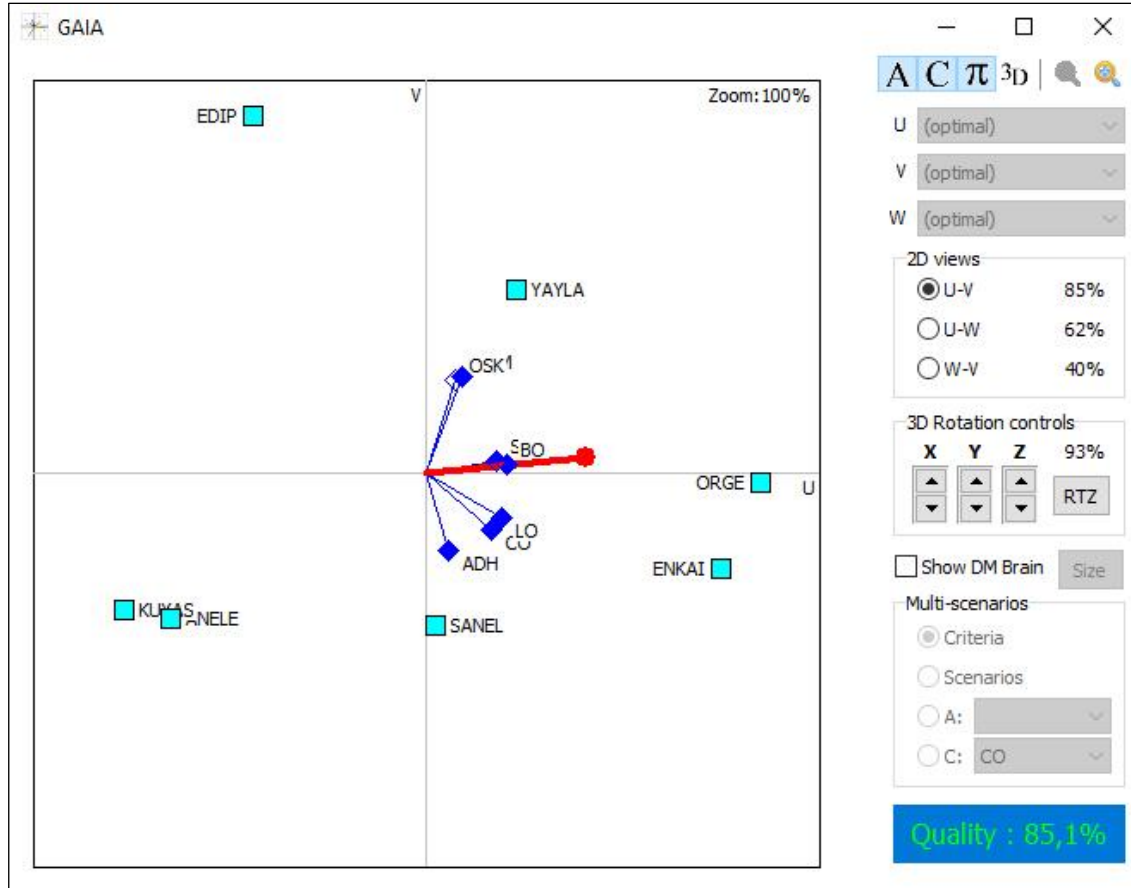 GAIA
A C π 3D
V
Zoom:100%
EDIP
YAYLA
OSK
BO
ORGE
U
LO
ADH
ENKAI
SANEL
U (optimal)
V (optimal)
W (optimal)
2D views
U-V 85%
U-W 62%
W-V 40%
3D Rotation controls
X Y Z 93%
RTZ
Show DM Brain Size
Multi-scenarios
Criteria
Scenarios
A:
C: CO
Quality : 85,1%